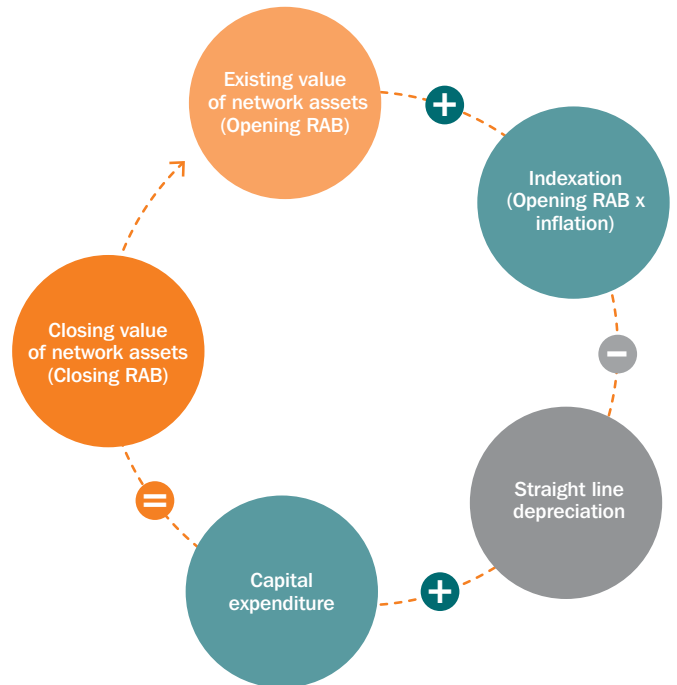 Existing value
of network assets
(Opening RAB)
+
Indexation
(Opening RAB x
inflation)
−
Straight line
depreciation
+
Capital
expenditure
=
Closing value
of network assets
(Closing RAB)